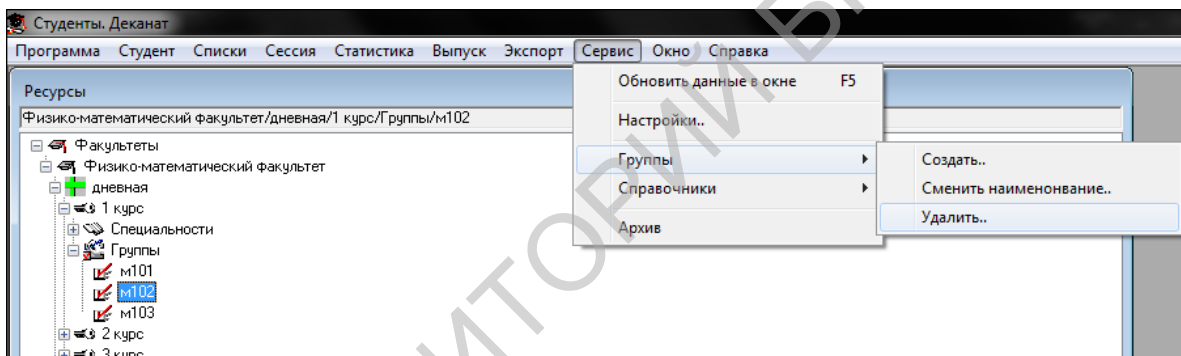 Студенты. Деканат
Программа Студент Списки Сессия Статистика Выпуск Экспорт Сервис Окно Справка
Обновить данные в окне F5
Ресурсы
Физико-математический факультет/дневная/1 курс/Группы/м102
Настройки..
Факультеты
Группы
Создать..
Физико-математический факультет
Справочники
Сменить наименонвание..
дневная
Удалить..
1 курс
Архив
Специальности
Группы
м101
м102
м103
2 курс
3 курс